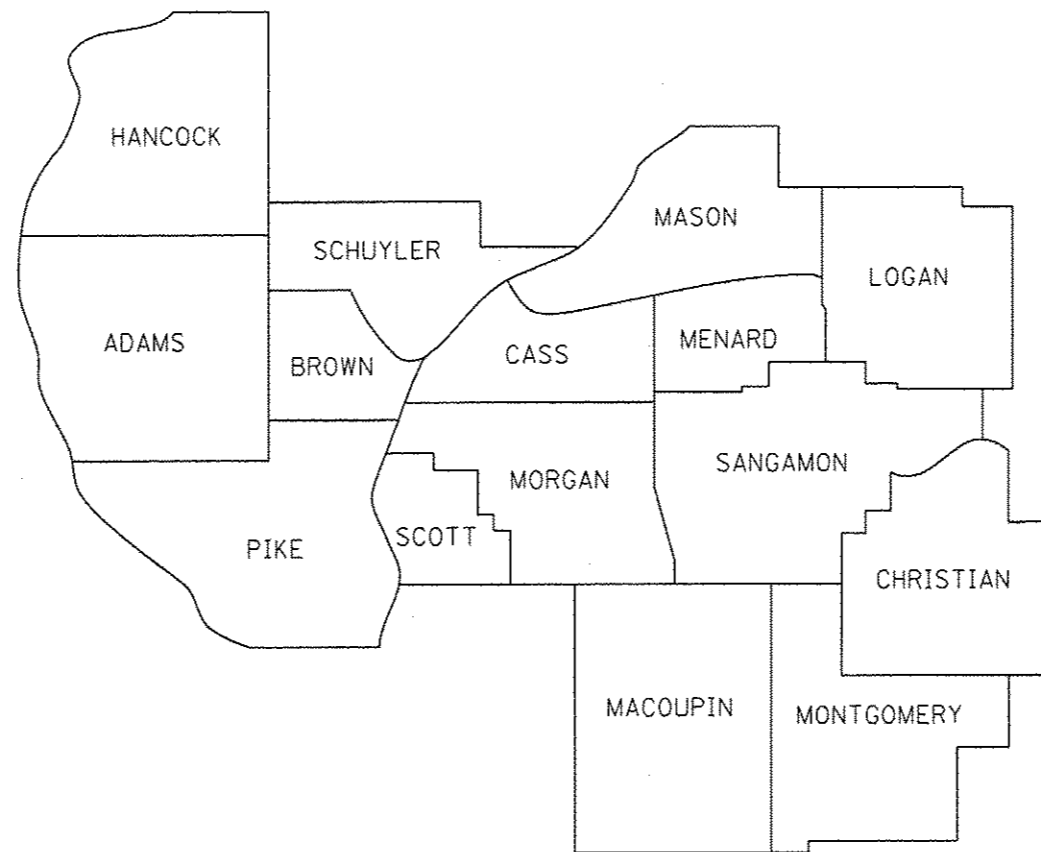 HANCOCK
MASON
SCHUYLER
LOGAN
ADAMS
MENARD
CASS
BROWN
SANGAMON
MORGAN
SCOTT
PIKE
CHRISTIAN
MACOUPIN
MONTGOMERY